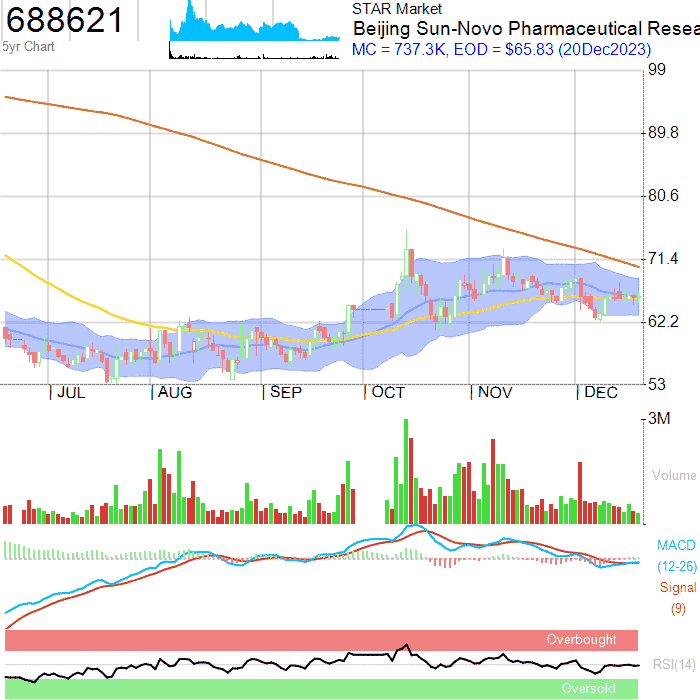 688621
5yr Chart
STAR Market
Beijing Sun-Novo Pharmaceutical Resea
MC = 737.3K, EOD = $65.83 (20Dec2023)
99
89.8
80.6
71.4
62.2
53
JUL
AUG
SEP
OCT
NOV
DEC
3M
Volume
MACD
(12-26)
Signal
(9)
Overbought
RSI(14)
Oversold